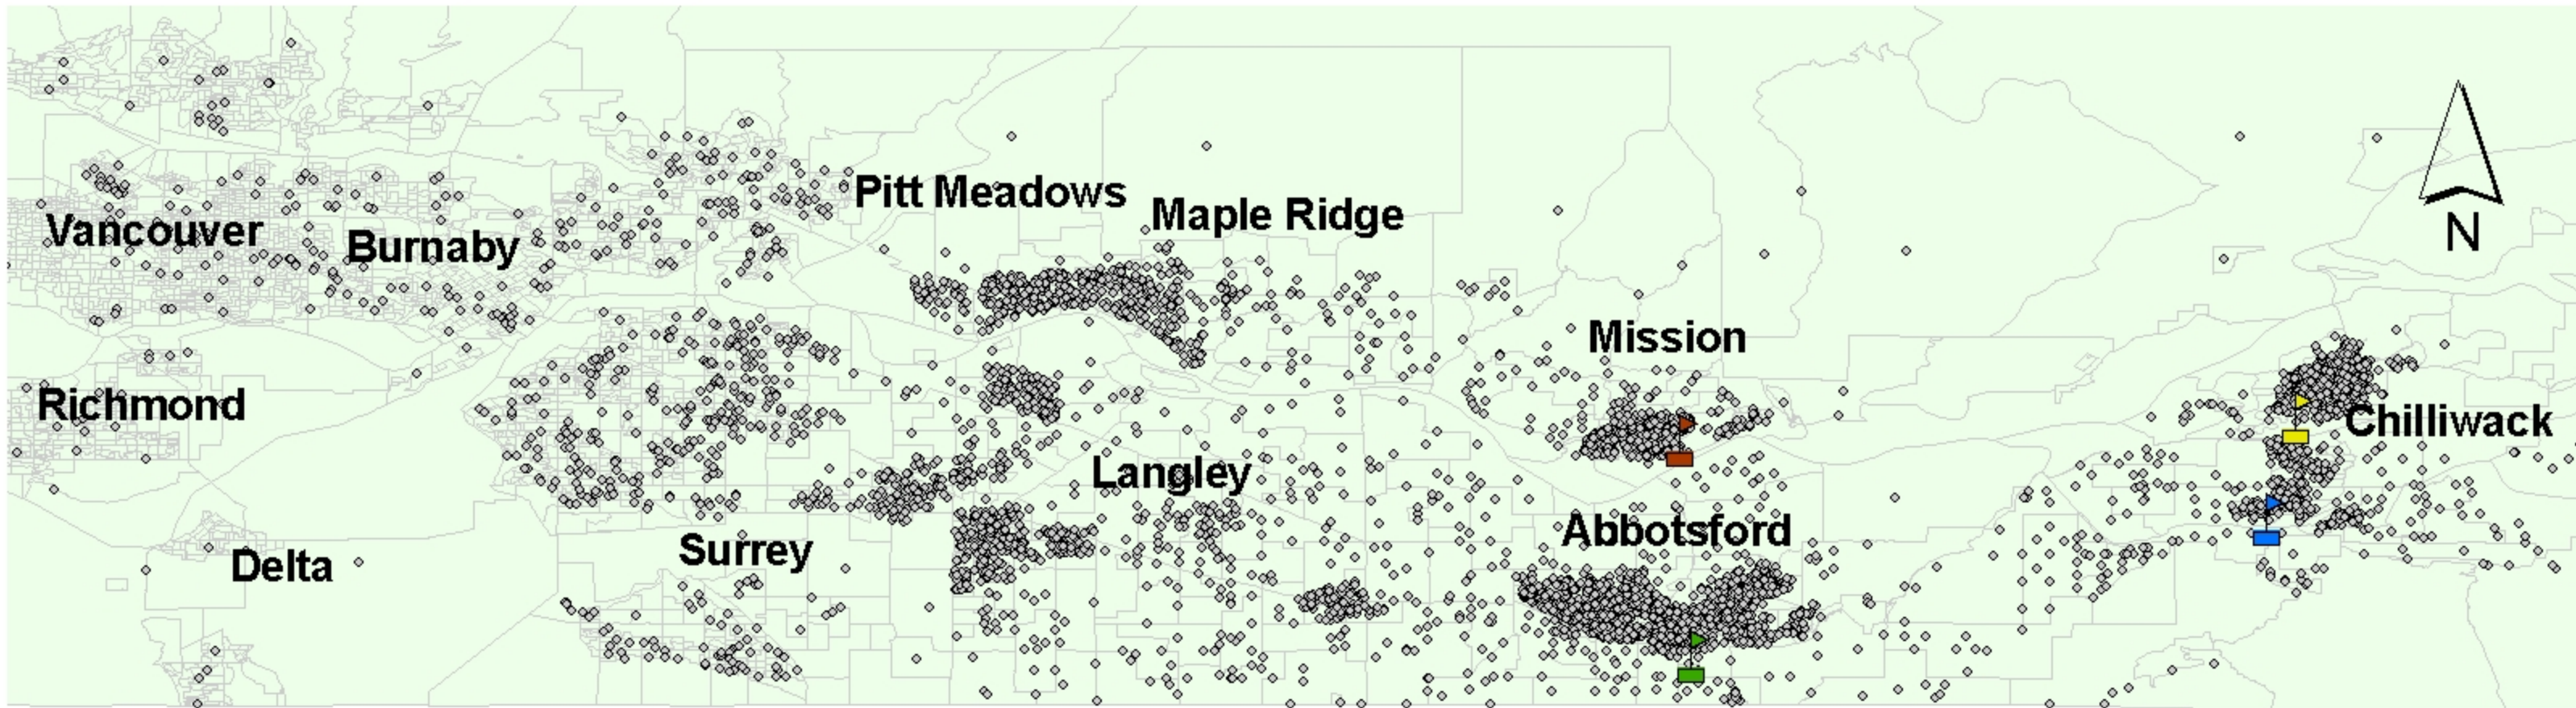 Pitt Meadows
Maple Ridge
Vancouver
Burnaby
N
Mission
Richmond
Chilliwack
Langley
Abbotsford
Surrey
Delta